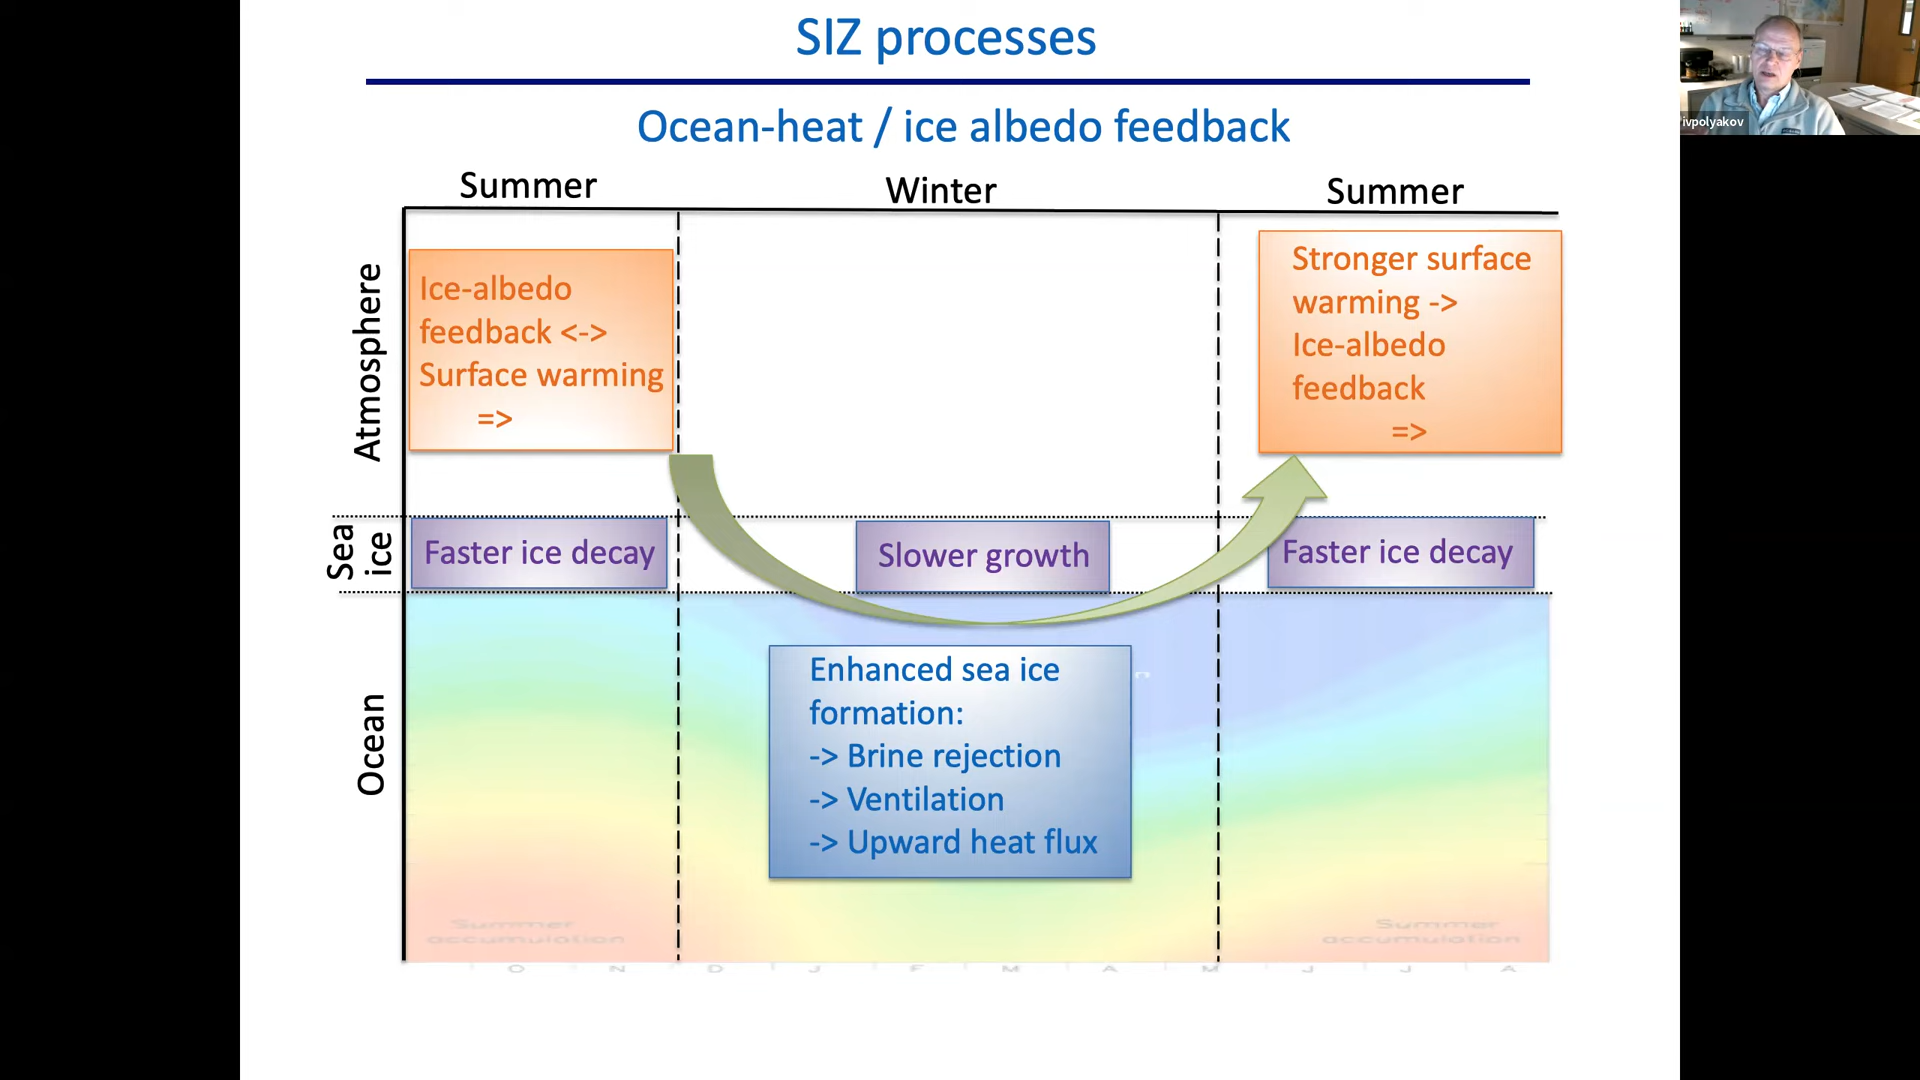 SIZ processes
ivpolyakov
Ocean-heat / ice albedo feedback
Summer
Winter
Summer
Atmosphere
Ice-albedo
feedback <->
Surface warming
=>
Stronger surface
warming ->
Ice-albedo
feedback
=>
Sea
ice
Faster ice decay
Slower growth
Faster ice decay
Ocean
Enhanced sea ice
formation:
-> Brine rejection
-> Ventilation
-> Upward heat flux
Summer
accumulation
Summer
accumulation
O N D J F M A M J J A